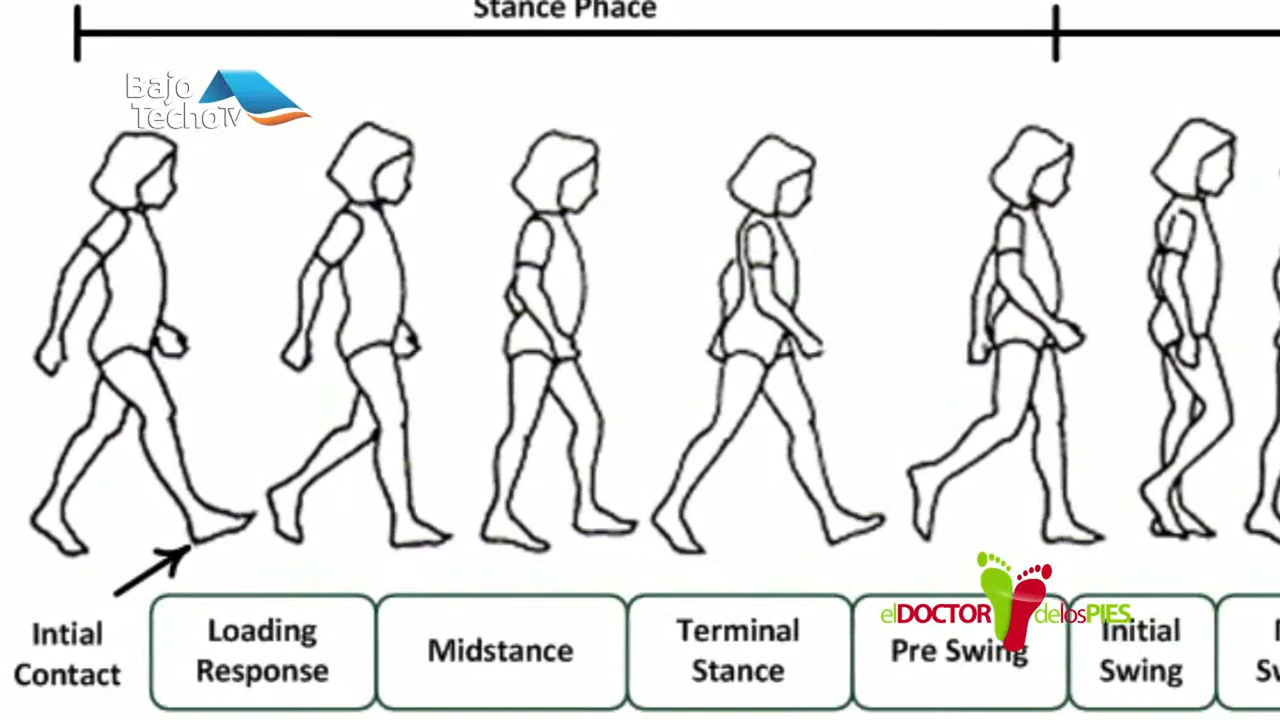 Stance Phace
Bajo
TechoTV
Intial
Contact
Loading
Response
Midstance
Terminal
Stance
Pre Swing
elDOCTOR delosPIES
Initial
Swing